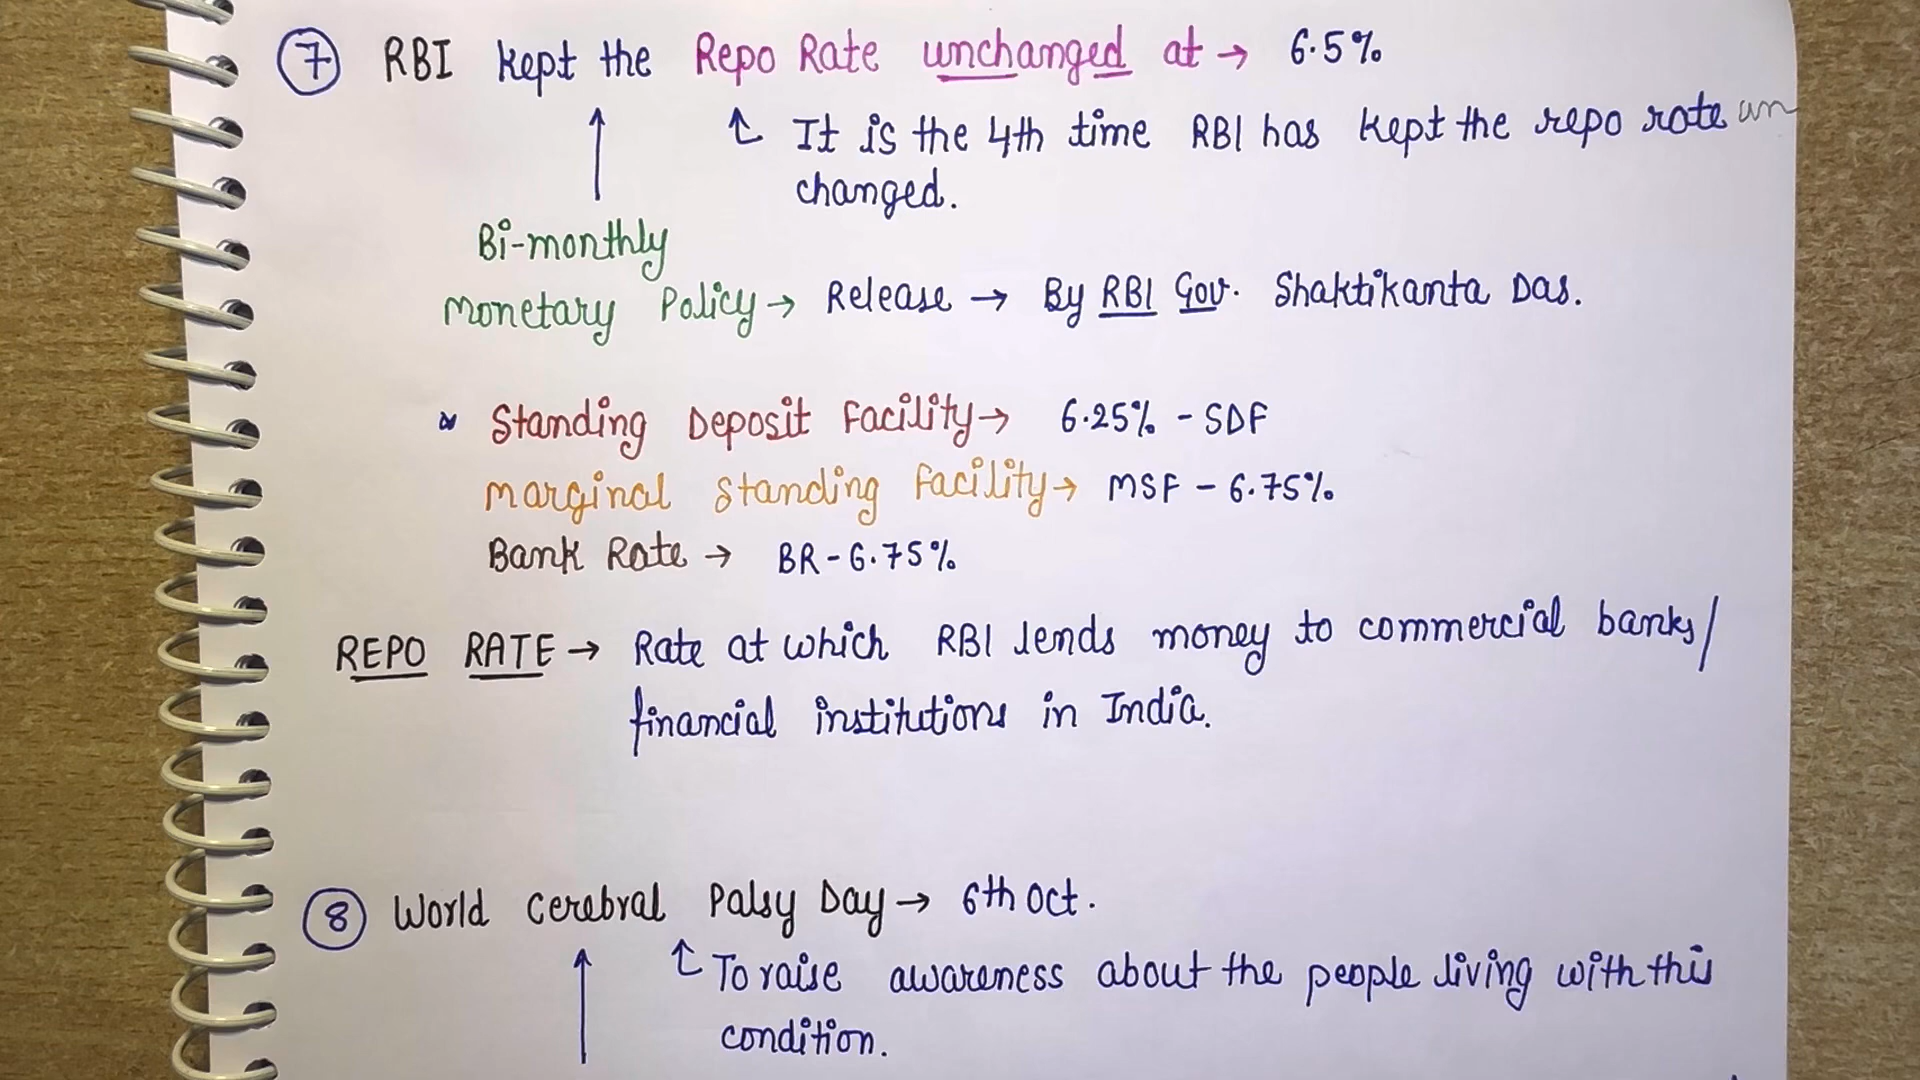 7 RBI kept the Repo Rate unchanged at → 6.5%
It is the 4th time RBI has kept the repo rate un
changed.
Bi-monthly
Monetary Policy → Release → By RBI Gov. Shaktikanta Das.
Standing Deposit Facility → 6.25% - SDF
Marginal Standing Facility → MSF - 6.75%
Bank Rate → BR - 6.75%
REPO RATE → Rate at which RBI lends money to commercial banks/
financial institutions in India.
8 World Cerebral Palsy Day → 6th Oct.
To raise awareness about the people living with this
condition.